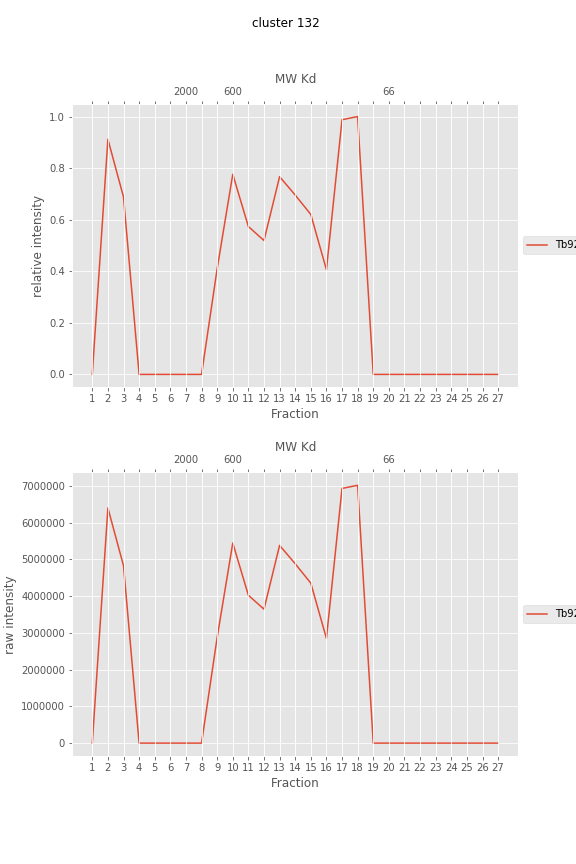 cluster 132
MW Kd
2000 600 66
1.0
0.8
0.6
0.4
0.2
0.0
relative intensity
Tb92
1 2 3 4 5 6 7 8 9 10 11 12 13 14 15 16 17 18 19 20 21 22 23 24 25 26 27
Fraction
MW Kd
2000 600 66
7000000
6000000
5000000
4000000
3000000
2000000
1000000
0
raw intensity
Tb92
1 2 3 4 5 6 7 8 9 10 11 12 13 14 15 16 17 18 19 20 21 22 23 24 25 26 27
Fraction